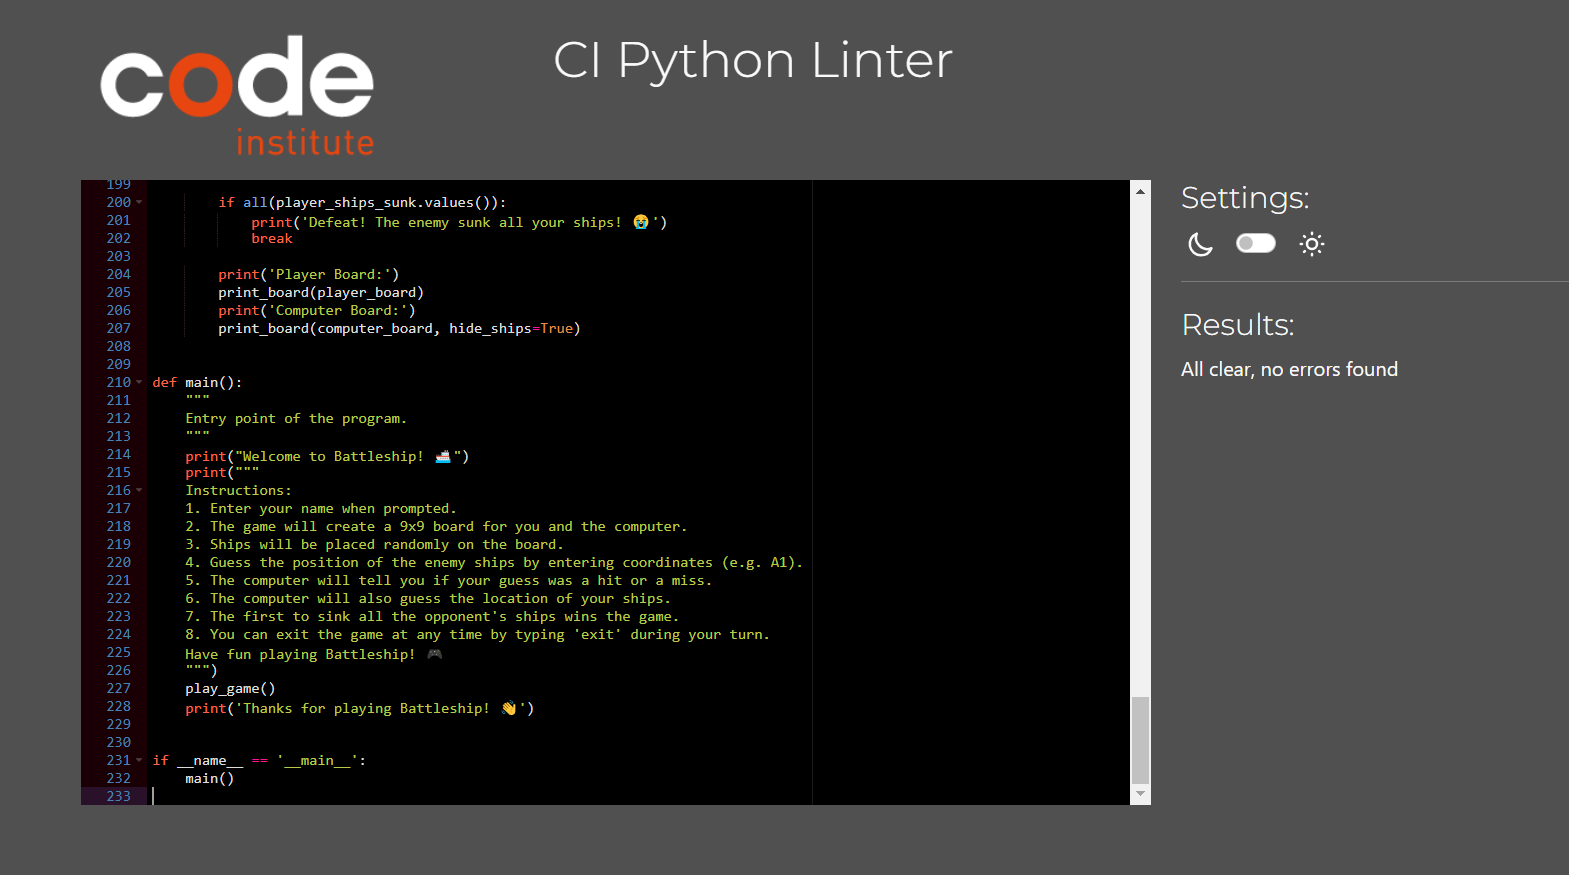 code
institute
CI Python Linter
199
200 if all(player_ships_sunk.values()):
201 print('Defeat! The enemy sunk all your ships! 😭')
202 break
203
204 print('Player Board:')
205 print_board(player_board)
206 print('Computer Board:')
207 print_board(computer_board, hide_ships=True)
208
209
210 def main():
211 """
212 Entry point of the program.
213 """
214 print("Welcome to Battleship! 🚢")
215 print("""
216 Instructions:
217 1. Enter your name when prompted.
218 2. The game will create a 9x9 board for you and the computer.
219 3. Ships will be placed randomly on the board.
220 4. Guess the position of the enemy ships by entering coordinates (e.g. A1).
221 5. The computer will tell you if your guess was a hit or a miss.
222 6. The computer will also guess the location of your ships.
223 7. The first to sink all the opponent's ships wins the game.
224 8. You can exit the game at any time by typing 'exit' during your turn.
225 Have fun playing Battleship! 🎮
226 """)
227 play_game()
228 print('Thanks for playing Battleship! 👋')
229
230
231 if __name__ == '__main__':
232 main()
233
Settings:
Results:
All clear, no errors found